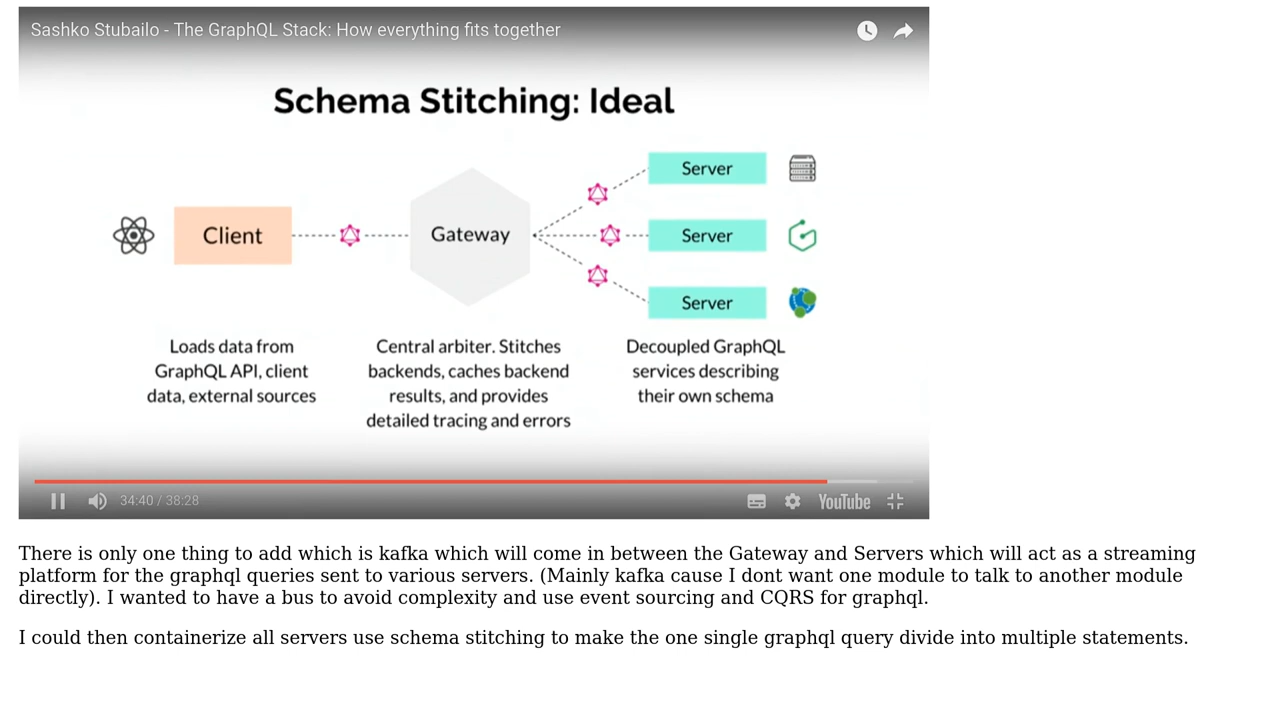 Sashko Stubailo - The GraphQL Stack: How everything fits together
Schema Stitching: Ideal
Client
Gateway
Server
Server
Server
Loads data from
GraphQL API, client
data, external sources
Central arbiter. Stitches
backends, caches backend
results, and provides
detailed tracing and errors
Decoupled GraphQL
services describing
their own schema
34:40 / 38:28
YouTube
There is only one thing to add which is kafka which will come in between the Gateway and Servers which will act as a streaming
platform for the graphql queries sent to various servers. (Mainly kafka cause I dont want one module to talk to another module
directly). I wanted to have a bus to avoid complexity and use event sourcing and CQRS for graphql.
I could then containerize all servers use schema stitching to make the one single graphql query divide into multiple statements.